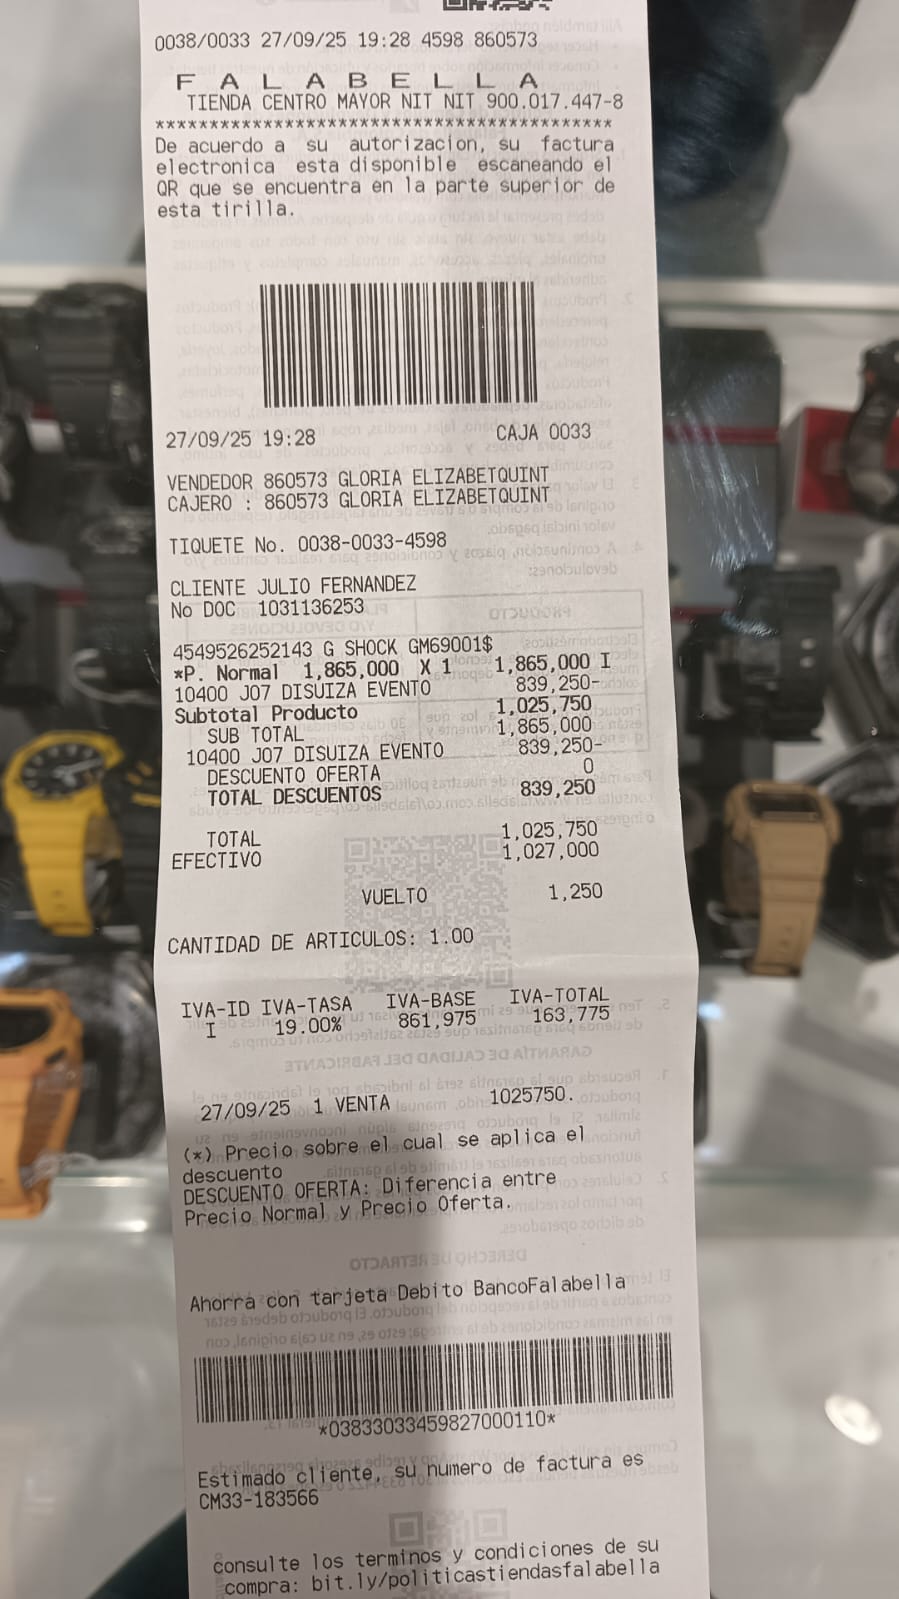 0038/0033 27/09/25 19:28 4598 860573
F A L A B E L L A
TIENDA CENTRO MAYOR NIT NIT 900.017.447-8
******************************************
De acuerdo a su autorizacion, su factura
electronica esta disponible escaneando el
QR que se encuentra en la parte superior de
esta tirilla.
27/09/25 19:28 CAJA 0033
VENDEDOR 860573 GLORIA ELIZABETQUINT
CAJERO : 860573 GLORIA ELIZABETQUINT
TIQUETE No. 0038-0033-4598
CLIENTE JULIO FERNANDEZ
No DOC 1031136253
4549526252143 G SHOCK GM69001$
*P. Normal 1,865,000 X 1 1,865,000 I
10400 J07 DISUIZA EVENTO 839,250-
Subtotal Producto 1,025,750
SUB TOTAL 1,865,000
10400 J07 DISUIZA EVENTO 839,250-
DESCUENTO OFERTA 0
TOTAL DESCUENTOS 839,250
TOTAL 1,025,750
EFECTIVO 1,027,000
VUELTO 1,250
CANTIDAD DE ARTICULOS: 1.00
IVA-ID IVA-TASA IVA-BASE IVA-TOTAL
I 19.00% 861,975 163,775
27/09/25 1 VENTA 1025750.
(*) Precio sobre el cual se aplica el
descuento
DESCUENTO OFERTA: Diferencia entre
Precio Normal y Precio Oferta.
Ahorra con tarjeta Debito BancoFalabella
*03833033459827000110*
Estimado cliente, su numero de factura es
CM33-183566
consulte los terminos y condiciones de su
compra: bit.ly/politicastiendasfalabella